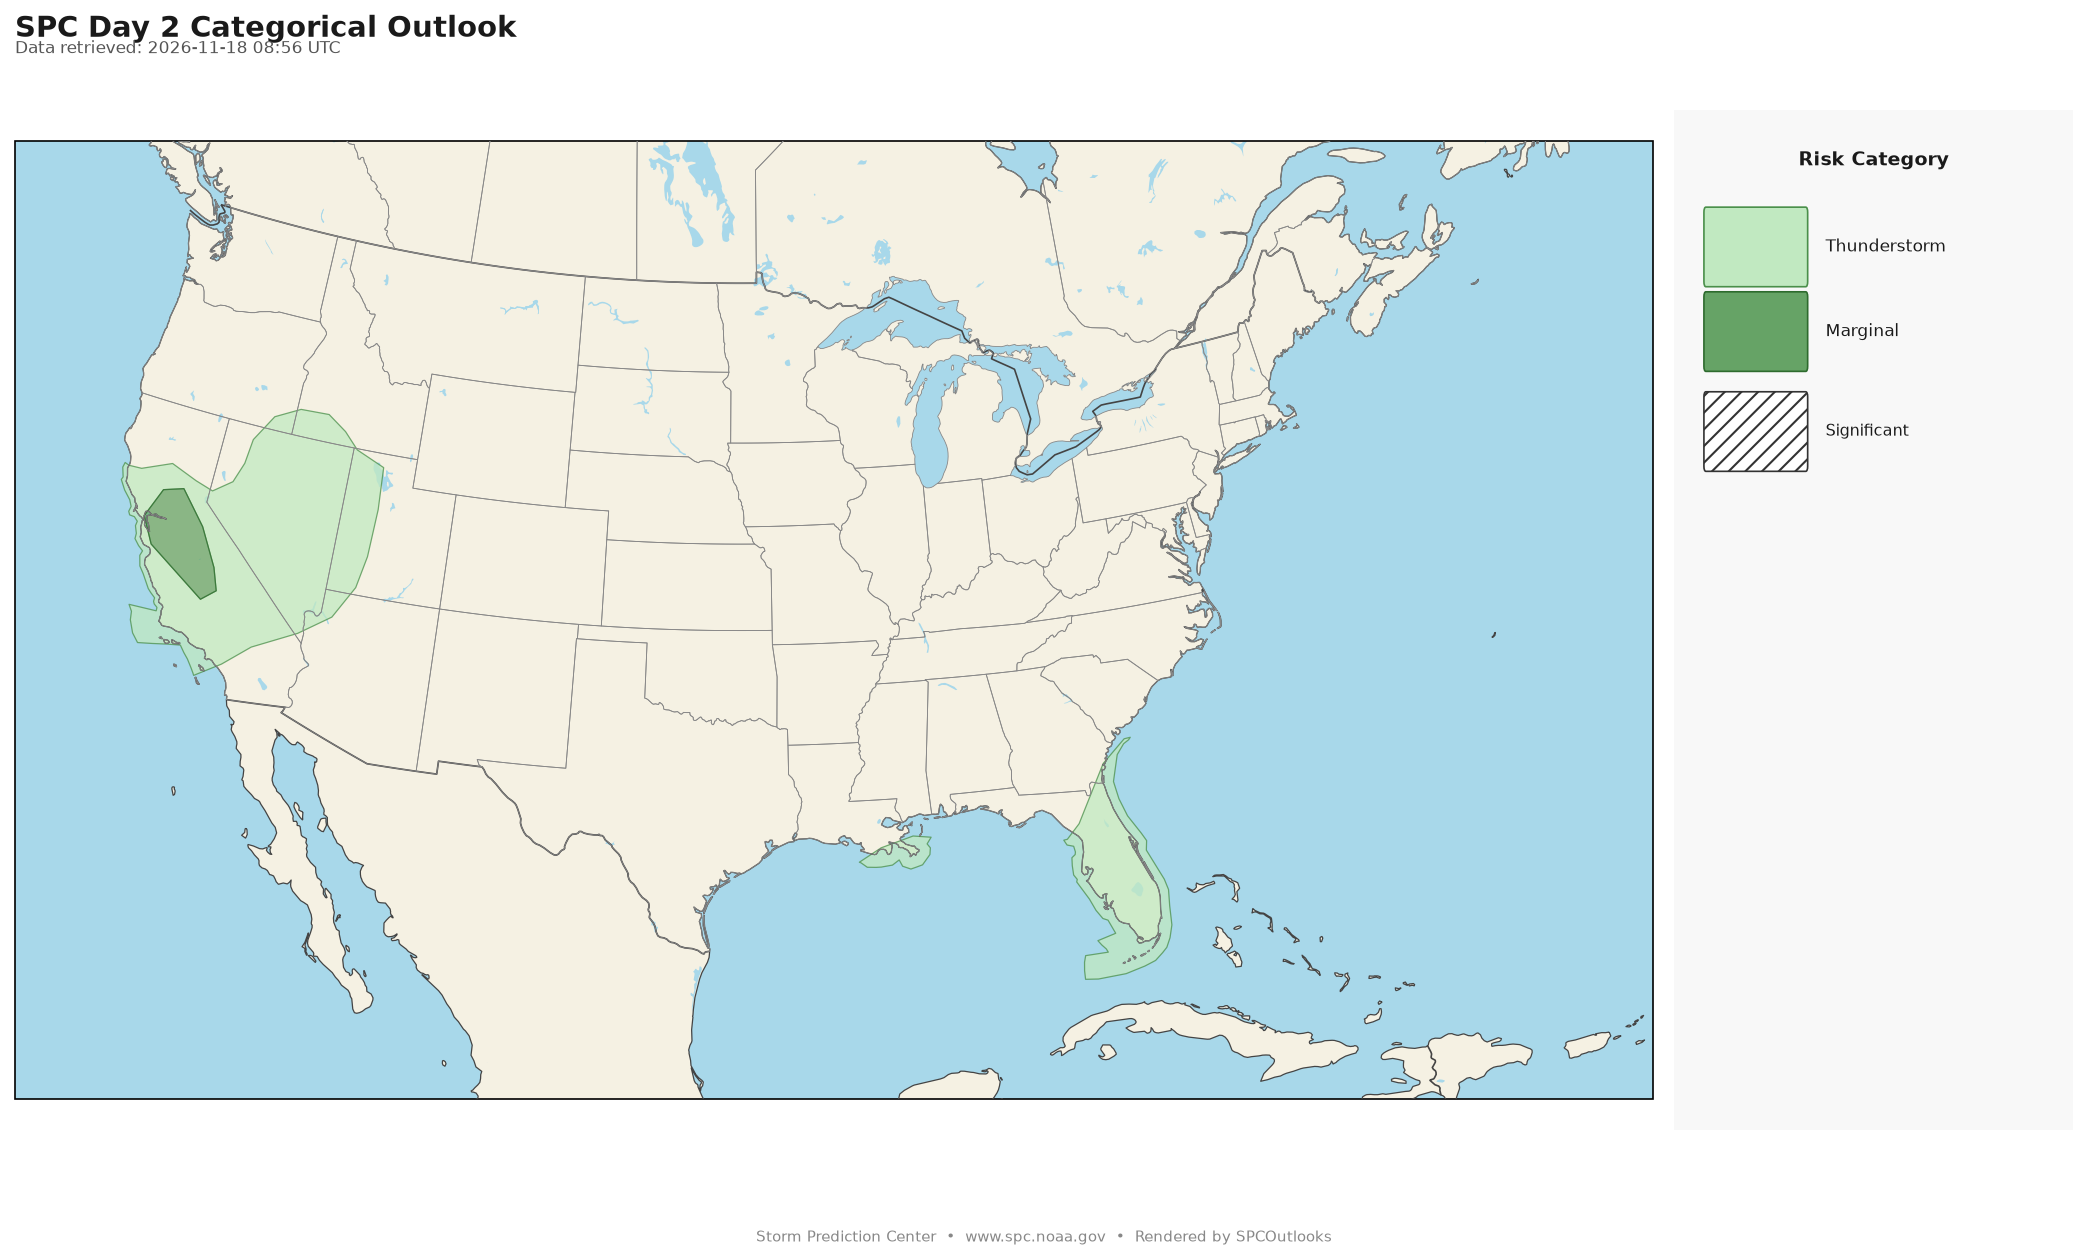 SPC Day 2 Categorical Outlook
Data retrieved: 2026-11-18 08:56 UTC
Risk Category
Thunderstorm
Marginal
Significant
Storm Prediction Center • www.spc.noaa.gov • Rendered by SPCOutlooks